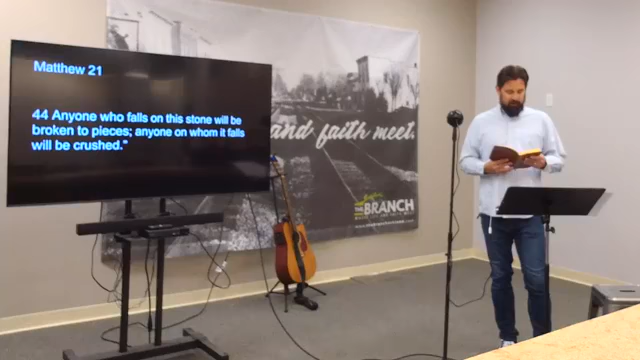 Matthew 21
44 Anyone who falls on this stone will be
broken to pieces; anyone on whom it falls
will be crushed."
and faith meet.
THE
BRANCH